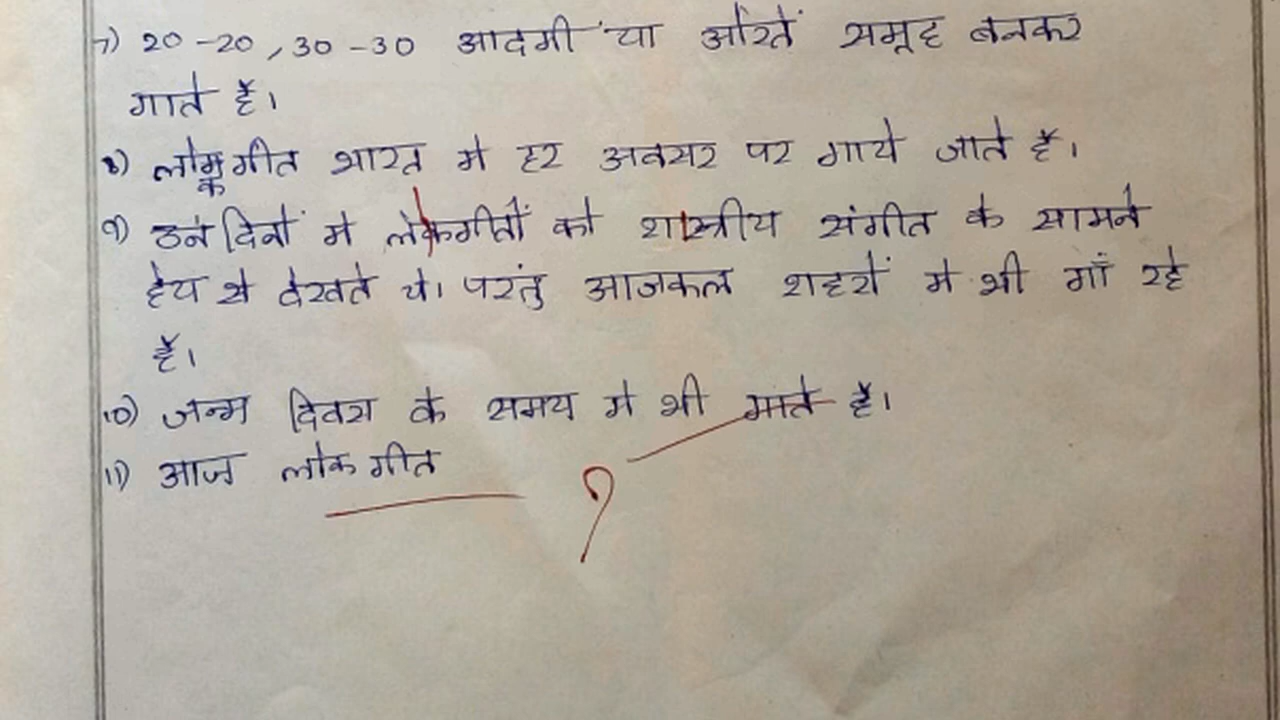 7) 20-20, 30-30 आदमी या औरतें समूह बनकर
गाते हैं।
8) लोकगीत भारत मे हर अवसर पर गाये जाते हैं।
9) उन दिनों में लोकगीतों को शास्त्रीय संगीत के सामने
हेय से देखते थे। परंतु आजकल शहरों में भी गाँ रहे
हैं।
10) जन्म दिवस के समय में भी गाते हैं।
11) आज लोक गीत